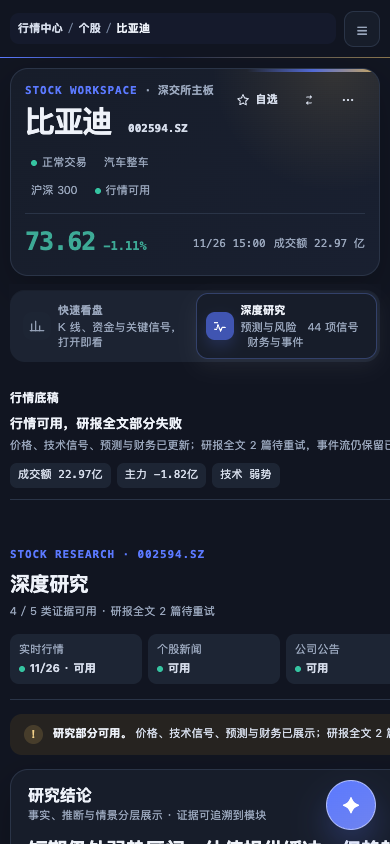 行情中心 / 个股 / 比亚迪
STOCK WORKSPACE · 深交所主板
自选
比亚迪 002594.SZ
正常交易 汽车整车
沪深 300 行情可用
73.62 −1.11%
11/26 15:00 成交额 22.97 亿
快速看盘
K 线、资金与关键信号，
打开即看
深度研究
预测与风险 44 项信号
财务与事件
行情底稿
行情可用，研报全文部分失败
价格、技术信号、预测与财务已更新；研报全文 2 篇待重试，事件流仍保留
成交额 22.97亿
主力 −1.82亿
技术 弱势
STOCK RESEARCH · 002594.SZ
深度研究
4 / 5 类证据可用 · 研报全文 2 篇待重试
实时行情
11/26 · 可用
个股新闻
可用
公司公告
可用
! 研究部分可用。 价格、技术信号、预测与财务已展示；研报全文 2
研究结论
事实、推断与情景分层展示 · 证据可追溯到模块